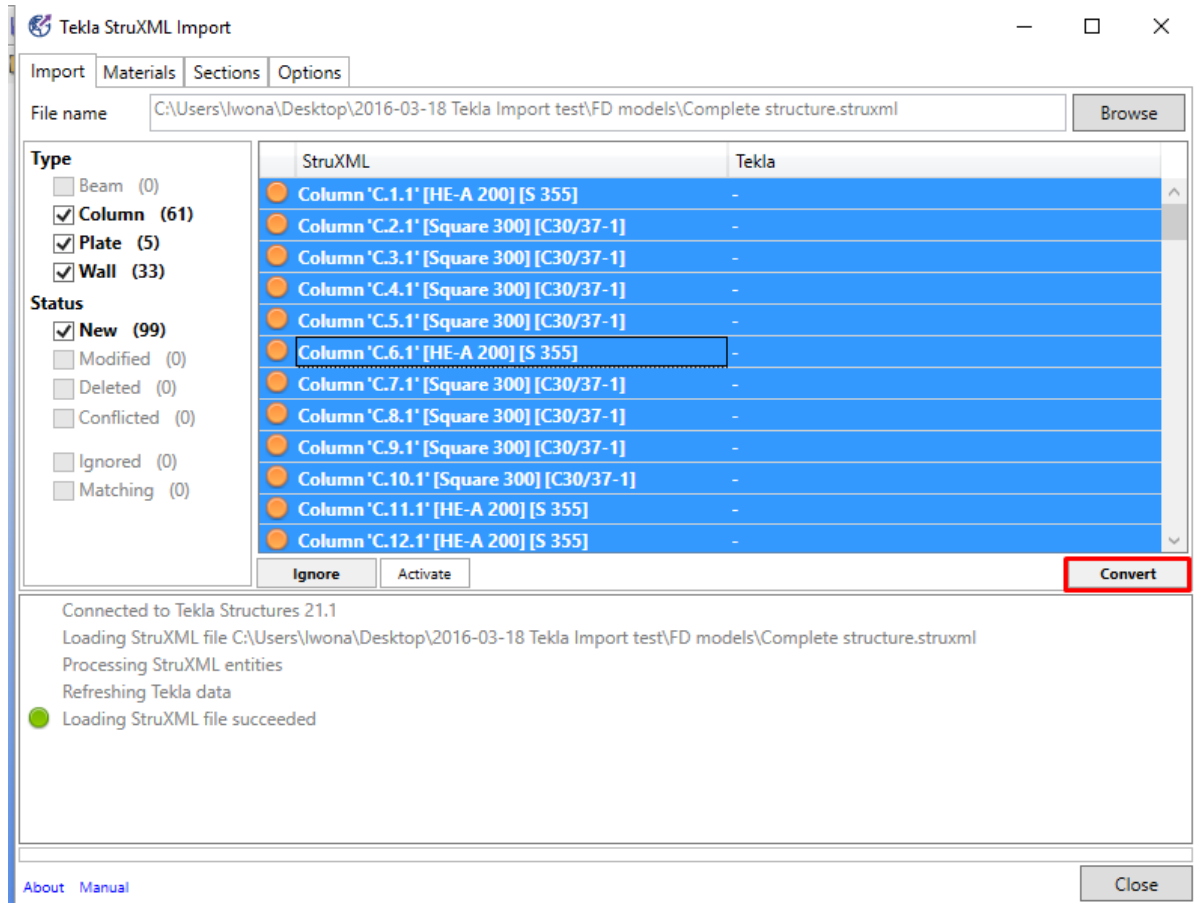 Tekla StruXML Import
Import Materials Sections Options
File name C:\Users\Iwona\Desktop\2016-03-18 Tekla Import test\FD models\Complete structure.struxml Browse
Type
Beam (0)
Column (61)
Plate (5)
Wall (33)
Status
New (99)
Modified (0)
Deleted (0)
Conflicted (0)
Ignored (0)
Matching (0)
StruXML Tekla
Column 'C.1.1' [HE-A 200] [S 355] -
Column 'C.2.1' [Square 300] [C30/37-1] -
Column 'C.3.1' [Square 300] [C30/37-1] -
Column 'C.4.1' [Square 300] [C30/37-1] -
Column 'C.5.1' [Square 300] [C30/37-1] -
Column 'C.6.1' [HE-A 200] [S 355] -
Column 'C.7.1' [Square 300] [C30/37-1] -
Column 'C.8.1' [Square 300] [C30/37-1] -
Column 'C.9.1' [Square 300] [C30/37-1] -
Column 'C.10.1' [Square 300] [C30/37-1] -
Column 'C.11.1' [HE-A 200] [S 355] -
Column 'C.12.1' [HE-A 200] [S 355] -
Ignore Activate Convert
Connected to Tekla Structures 21.1
Loading StruXML file C:\Users\Iwona\Desktop\2016-03-18 Tekla Import test\FD models\Complete structure.struxml
Processing StruXML entities
Refreshing Tekla data
Loading StruXML file succeeded
About Manual Close